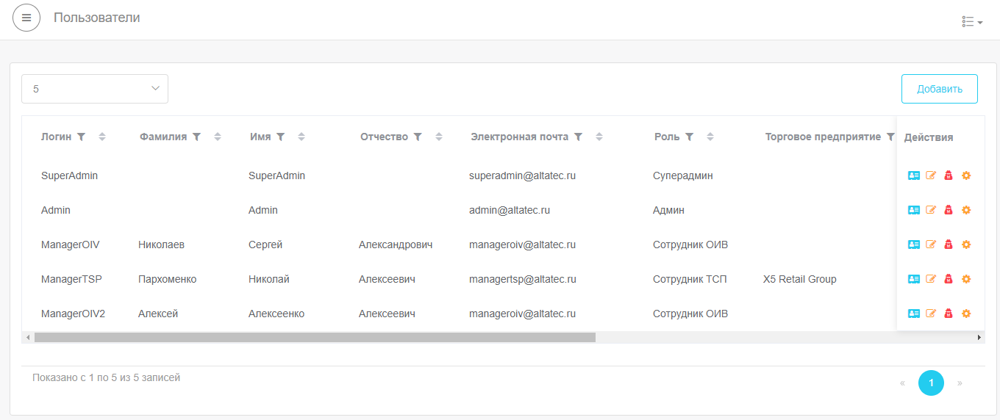 Пользователи
5
Добавить
Логин Фамилия Имя Отчество Электронная почта Роль Торговое предприятие Действия
SuperAdmin SuperAdmin superadmin@altatec.ru Суперадмин
Admin Admin admin@altatec.ru Админ
ManagerOIV Николаев Сергей Александрович manageroiv@altatec.ru Сотрудник ОИВ
ManagerTSP Пархоменко Николай Алексеевич managertsp@altatec.ru Сотрудник ТСП X5 Retail Group
ManagerOIV2 Алексей Алексеенко Алексеевич manageroiv@altatec.ru Сотрудник ОИВ
Показано с 1 по 5 из 5 записей
« 1 »